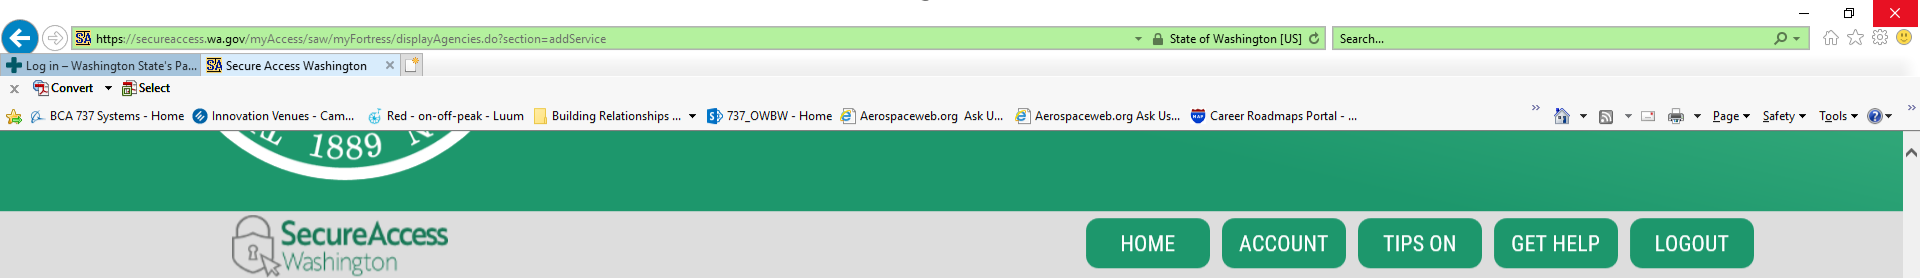 https://secureaccess.wa.gov/myAccess/saw/myFortress/displayAgencies.do?section=addService State of Washington [US] Search...
Log in – Washington State's Pa... SA Secure Access Washington
x Convert Select
BCA 737 Systems - Home Innovation Venues - Cam... Red - on-off-peak - Luum Building Relationships ... 737_OWBW - Home Aerospaceweb.org Ask U... Aerospaceweb.org Ask Us... Career Roadmaps Portal - ... Page Safety Tools
1889
SecureAccess
Washington
HOME ACCOUNT TIPS ON GET HELP LOGOUT